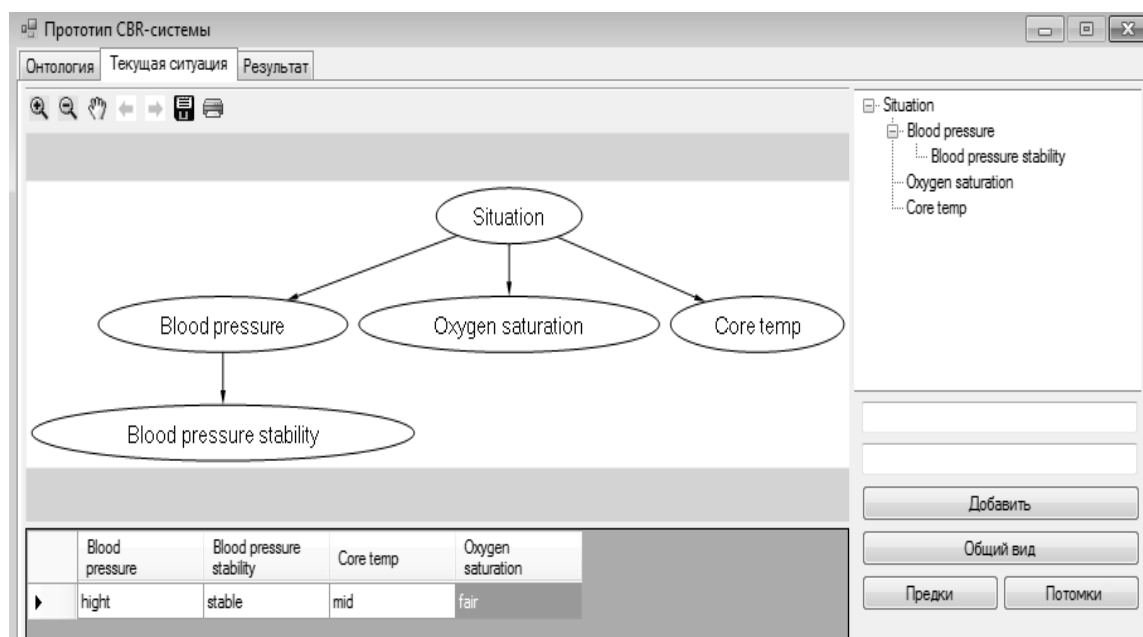 Прототип CBR-системы
Онтология Текущая ситуация Результат
Situation
Blood pressure Oxygen saturation Core temp
Blood pressure stability
Situation
Blood pressure
Blood pressure stability
Oxygen saturation
Core temp
Добавить
Общий вид
Предки Потомки
Blood pressure Blood pressure stability Core temp Oxygen saturation
hight stable mid fair